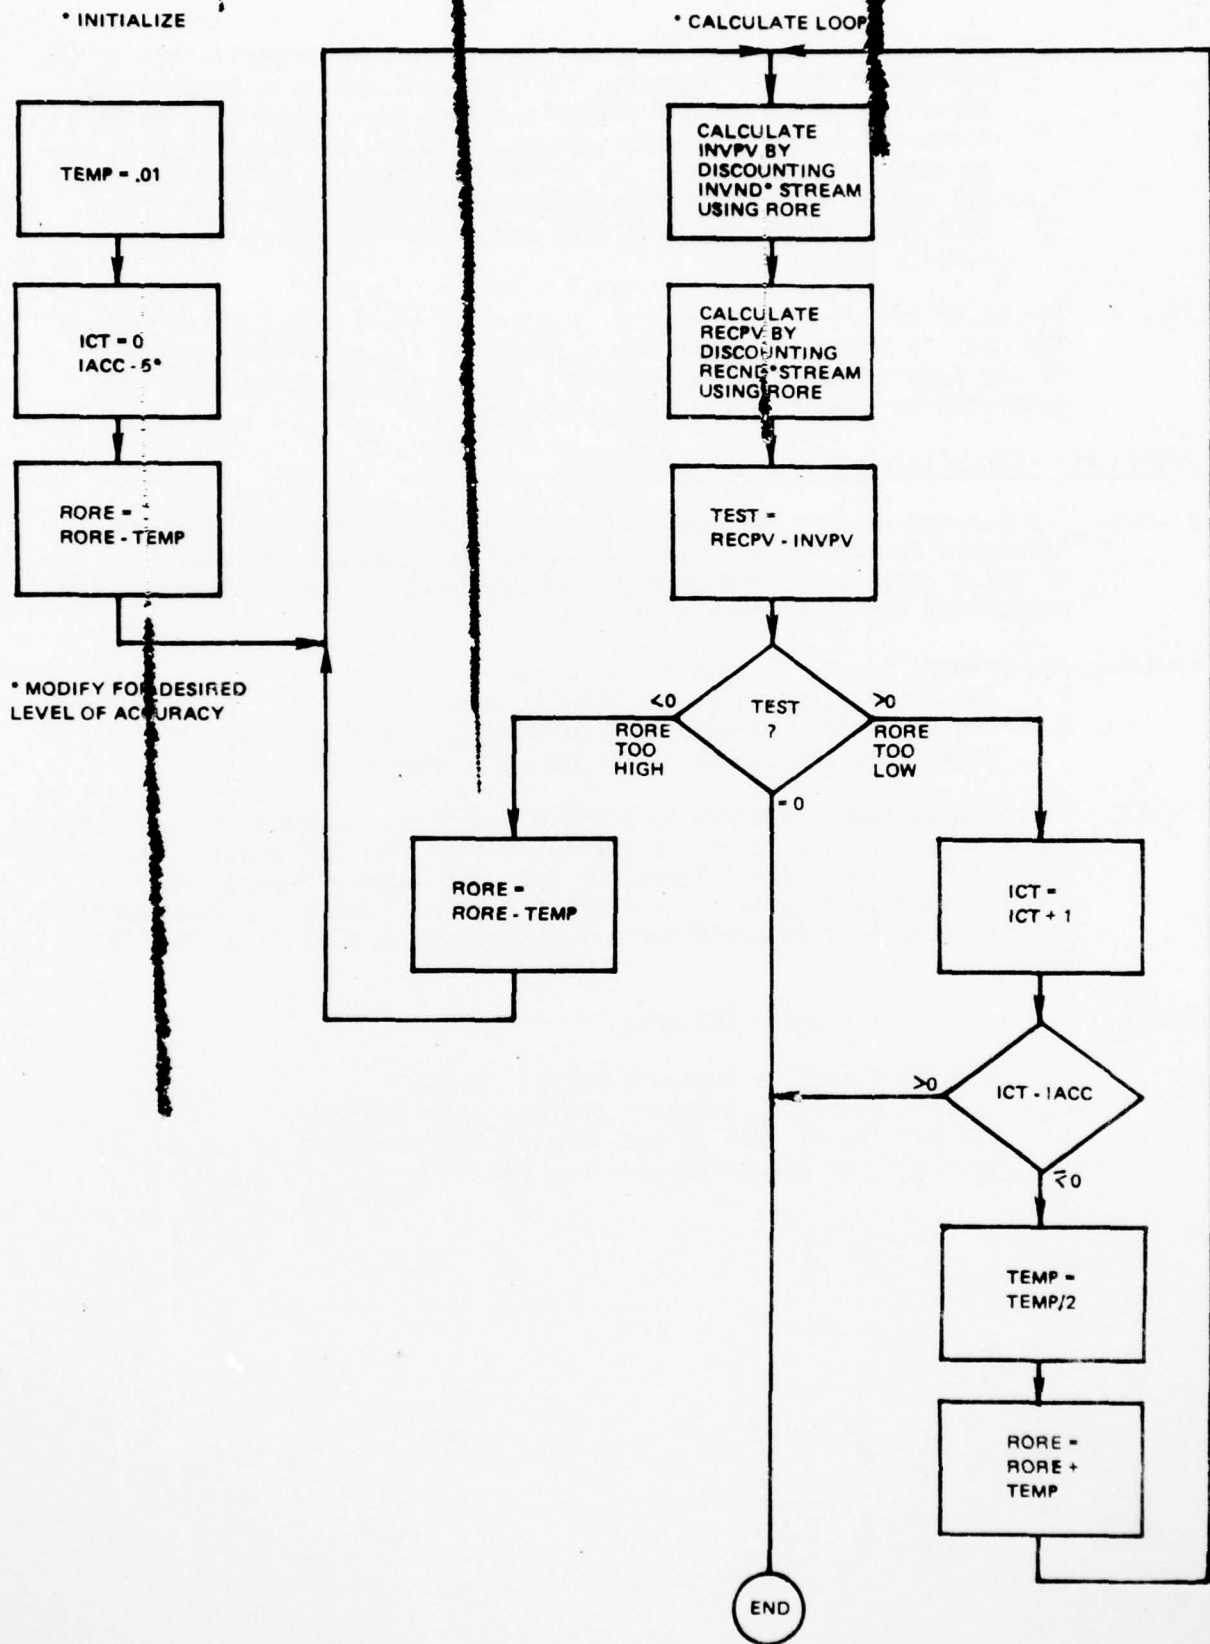 * INITIALIZE
TEMP = .01
ICT = 0
IACC - 5*
RORE =
RORE - TEMP
* MODIFY FOR DESIRED
LEVEL OF ACCURACY
* CALCULATE LOOP
CALCULATE
INVPV BY
DISCOUNTING
INVND* STREAM
USING RORE
CALCULATE
RECPV BY
DISCOUNTING
RECND* STREAM
USING RORE
TEST =
RECPV - INVPV
TEST
?
<0
RORE
TOO
HIGH
>0
RORE
TOO
LOW
= 0
RORE =
RORE - TEMP
ICT =
ICT + 1
ICT - IACC
>0
≤0
TEMP =
TEMP/2
RORE =
RORE +
TEMP
END